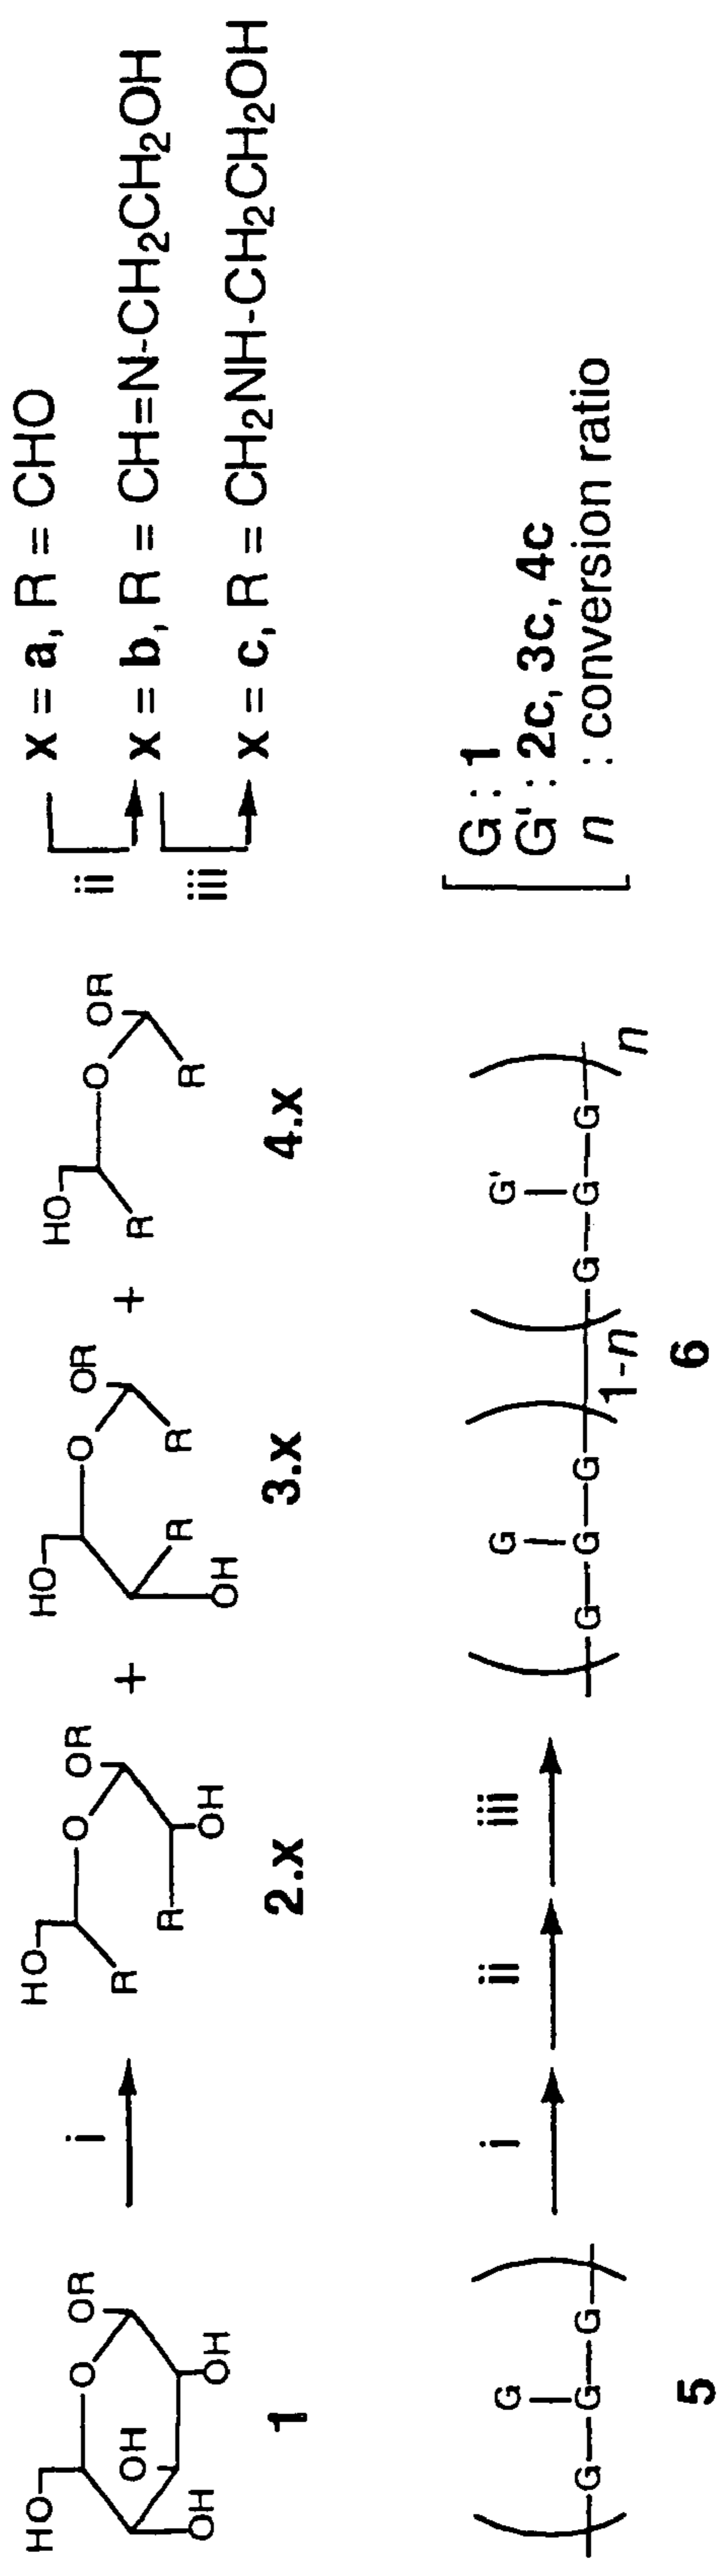 HO O OR OH OH OH
1
i
HO O OR R R OH
2.x
+
HO O OR R R OH
3.x
+
HO O OR R R
4.x
ii
iii
x = a, R = CHO
x = b, R = CH=N-CH2CH2OH
x = c, R = CH2NH-CH2CH2OH
G
G G G
5
i ii iii
G G'
G G G 1-n G G G n
6
G : 1
G' : 2c, 3c, 4c
n : conversion ratio